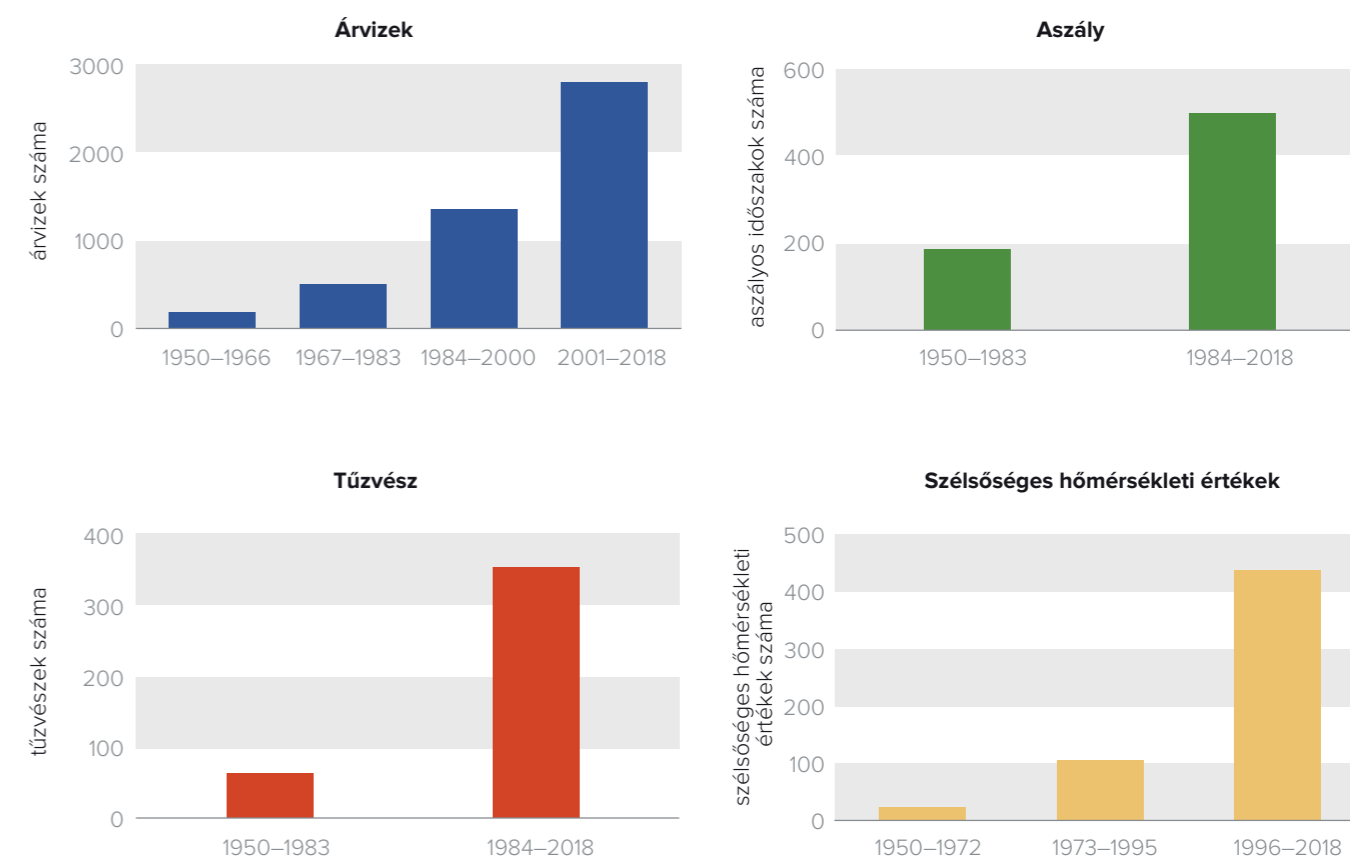 Árvizek
árvizek száma
3000
2000
1000
0
1950–1966 1967–1983 1984–2000 2001–2018
Aszály
aszályos időszakok száma
600
400
200
0
1950–1983 1984–2018
Tűzvész
tűzvészek száma
400
300
200
100
0
1950–1983 1984–2018
Szélsőséges hőmérsékleti értékek
szélsőséges hőmérsékleti
értékek száma
500
400
300
200
100
0
1950–1972 1973–1995 1996–2018